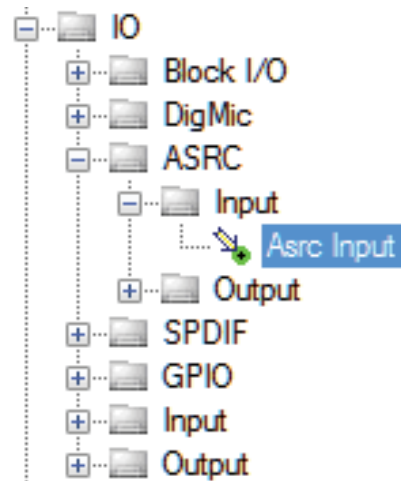 IO
Block I/O
DigMic
ASRC
Input
Asrc Input
Output
SPDIF
GPIO
Input
Output